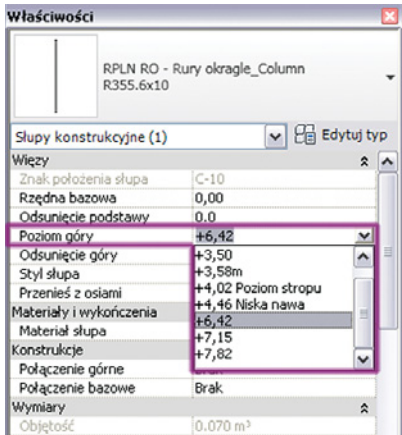 Właściwości
RPLN RO - Rury okragle_Column
R355.6x10
Słupy konstrukcyjne (1)
Edytuj typ
Więzy
Znak położenia słupa C-10
Rzędna bazowa 0,00
Odsunięcie podstawy 0.0
Poziom góry +6,42
Odsunięcie góry +3,50
Styl słupa +3,58m
Przenieś z osiami +4,02 Poziom stropu
Materiały i wykończenia +4,46 Niska nawa
Materiał słupa +6,42
Konstrukcje +7,15
+7,82
Połączenie górne
Połączenie bazowe Brak
Wymiary
Objętość 0.070 m³